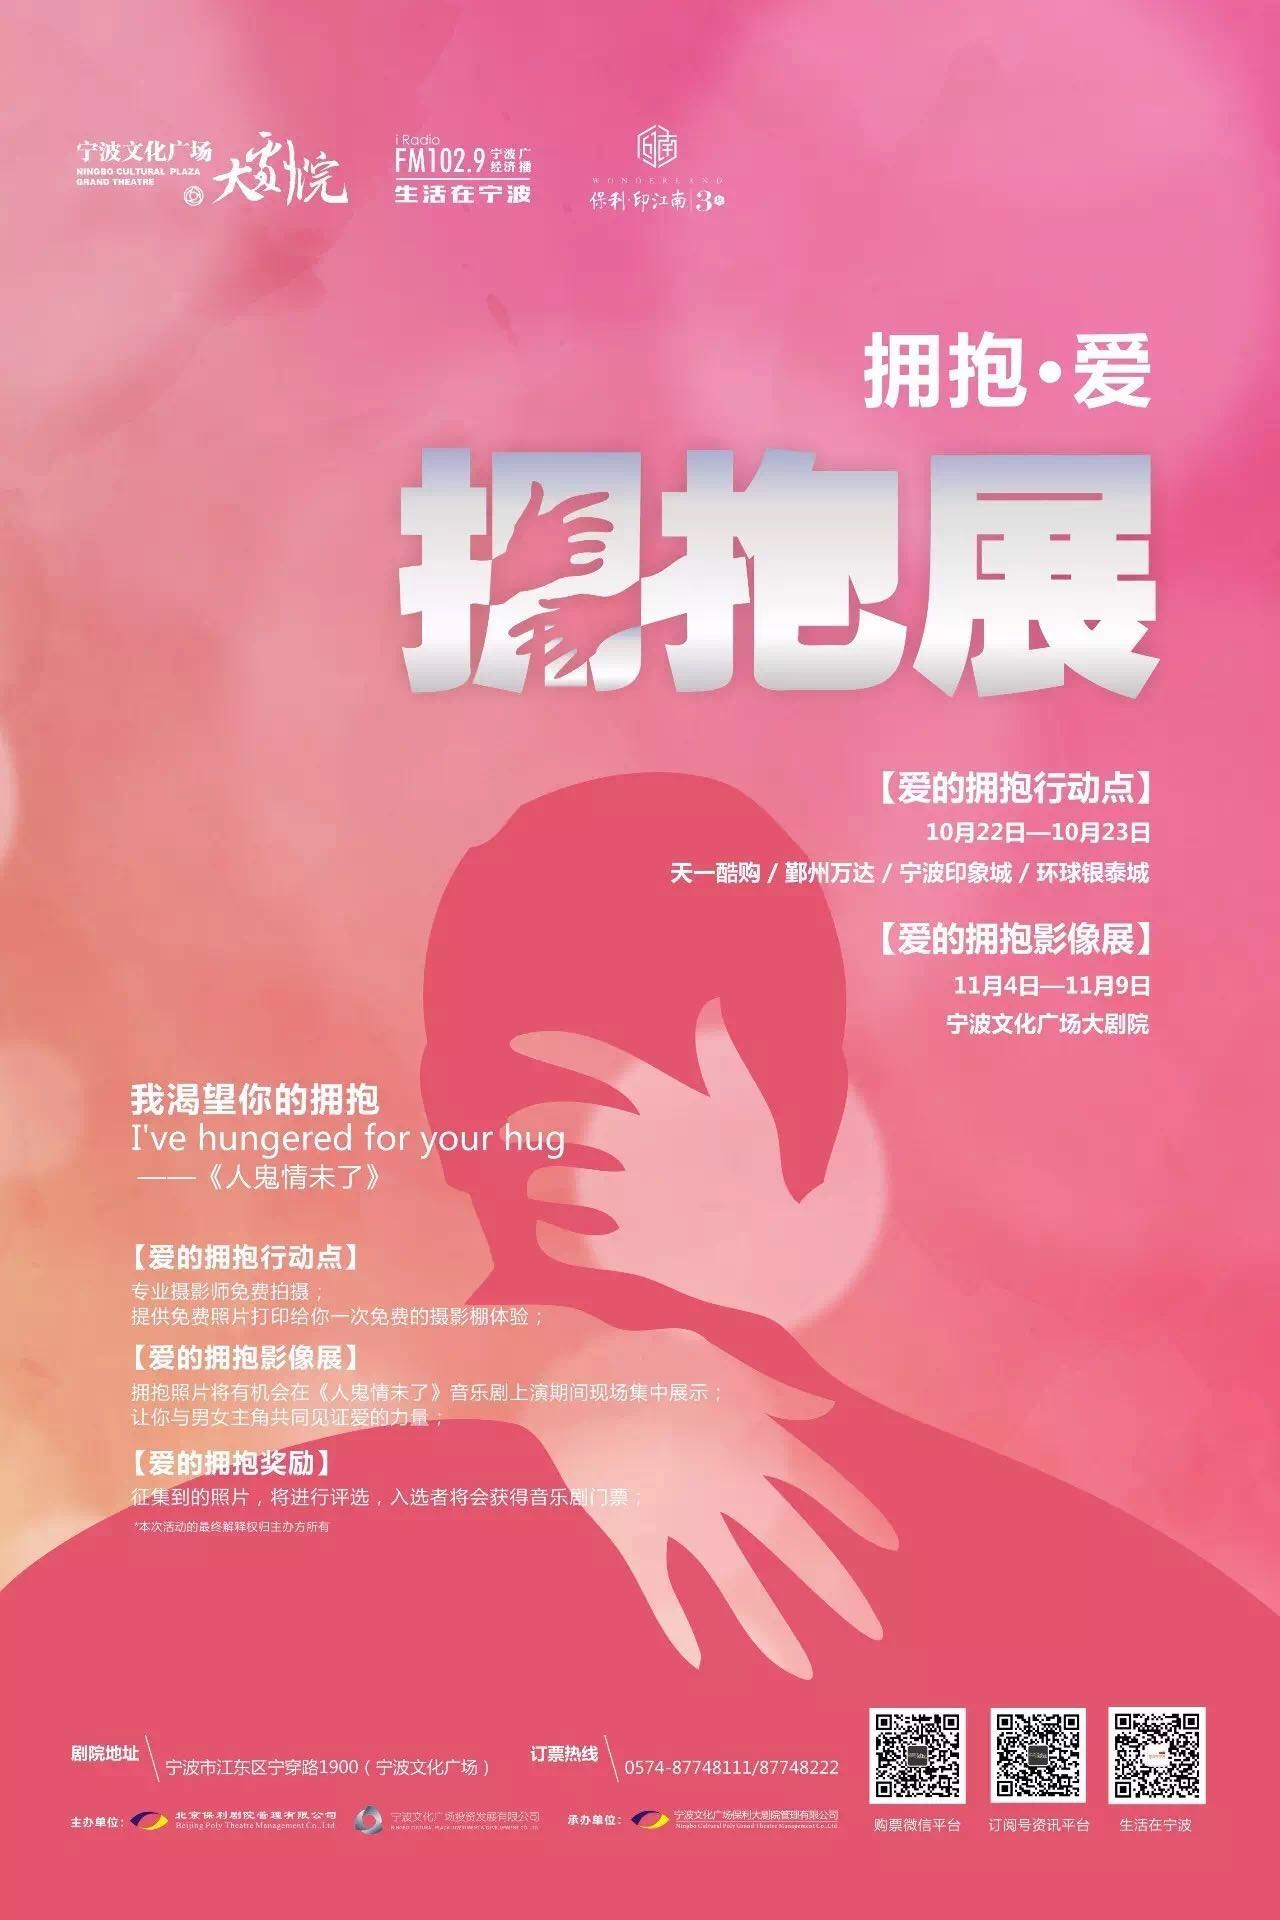 宁波文化广场
NINGBO CULTURAL PLAZA
GRAND THEATRE
大剧院
i Radio
FM102.9 宁波广
经济播
生活在宁波
WONDERLAND
保利·印江南 3
拥抱·爱
拥抱展
【爱的拥抱行动点】
10月22日—10月23日
天一酷购 / 鄞州万达 / 宁波印象城 / 环球银泰城
【爱的拥抱影像展】
11月4日—11月9日
宁波文化广场大剧院
我渴望你的拥抱
I've hungered for your hug
——《人鬼情未了》
【爱的拥抱行动点】
专业摄影师免费拍摄；
提供免费照片打印给你一次免费的摄影棚体验；
【爱的拥抱影像展】
拥抱照片将有机会在《人鬼情未了》音乐剧上演期间现场集中展示；
让你与男女主角共同见证爱的力量；
【爱的拥抱奖励】
征集到的照片，将进行评选，入选者将会获得音乐剧门票；
*本次活动的最终解释权归主办方所有
剧院地址 宁波市江东区宁穿路1900（宁波文化广场）
订票热线 0574-87748111/87748222
主办单位：北京保利剧院管理有限公司
Beijing Poly Theatre Management Co.,Ltd
宁波文化广场投资发展有限公司
NINGBO CULTURAL PLAZA INVESTMENT & DEVELOPMENT CO., LTD.
承办单位：宁波文化广场保利大剧院管理有限公司
Ningbo Cultural Poly Grand Theatre Management Co.,Ltd
购票微信平台
订阅号资讯平台
生活在宁波